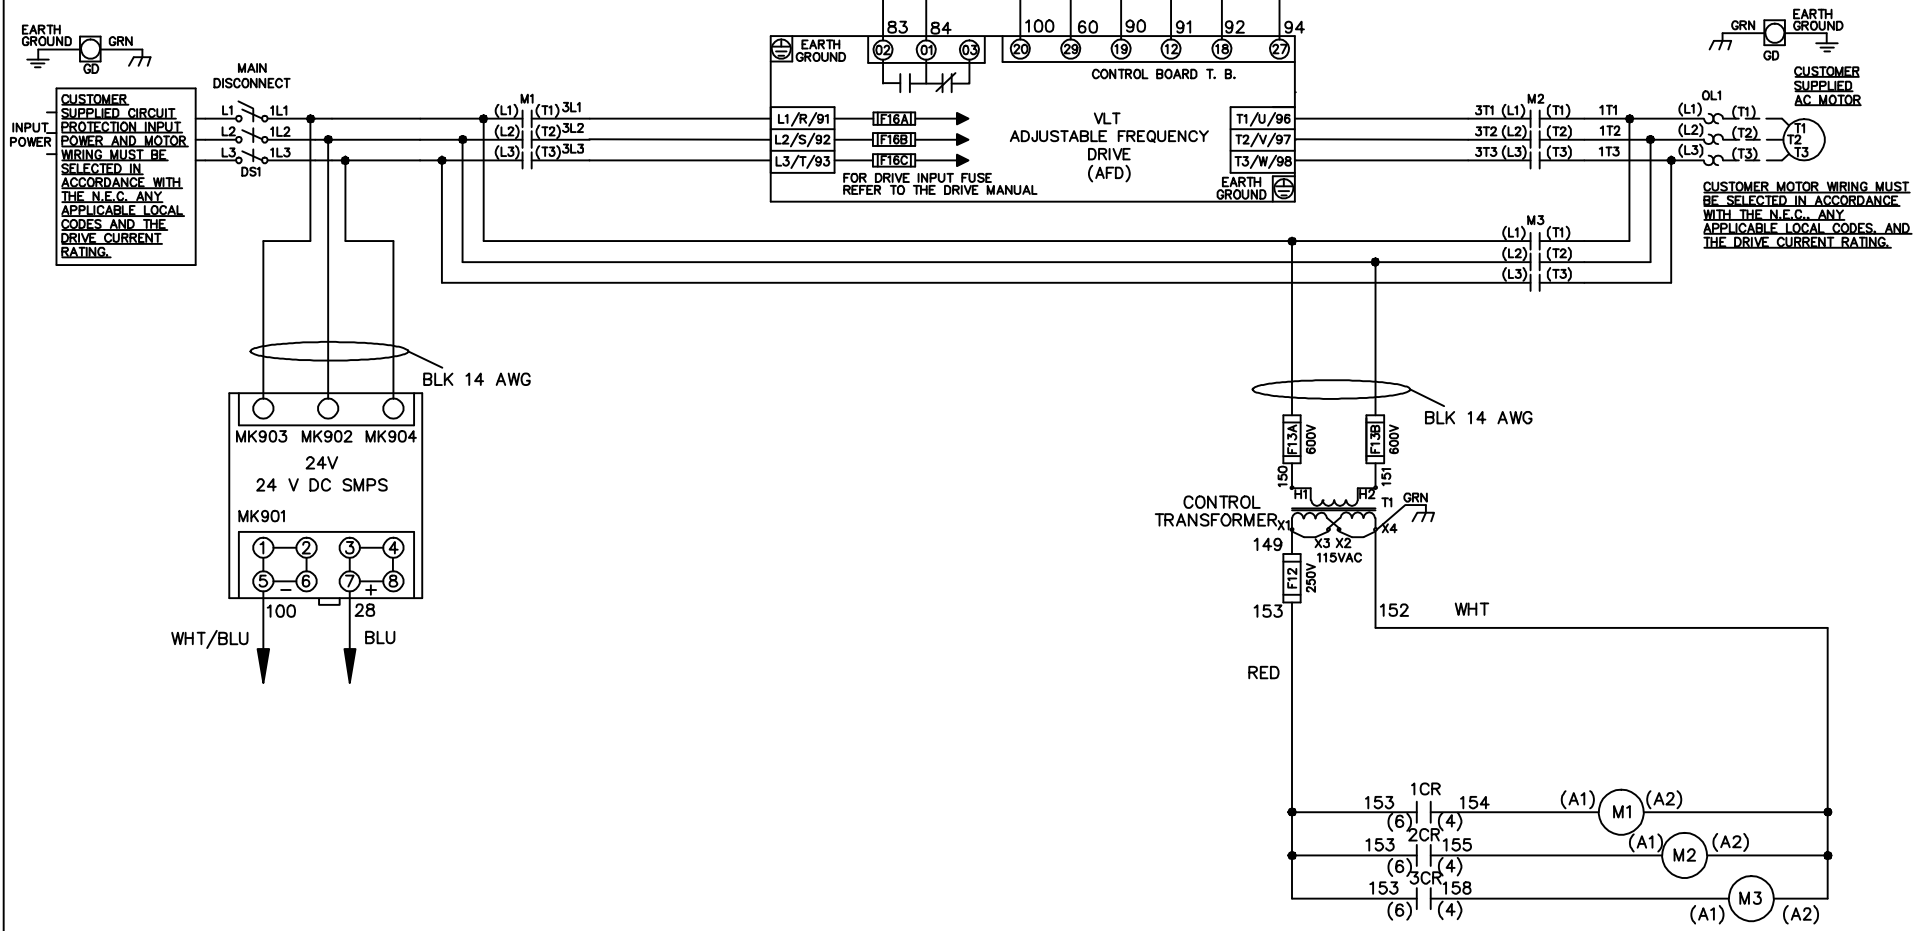 83 84 100 60 90 91 92 94
EARTH
GROUND
GRN
GD
EARTH
GROUND
02 01 03
20 29 19 12 18 27
CONTROL BOARD T. B.
GRN
EARTH
GROUND
GD
CUSTOMER
SUPPLIED
AC MOTOR
INPUT
POWER
CUSTOMER
SUPPLIED CIRCUIT
PROTECTION INPUT
POWER AND MOTOR
WIRING MUST BE
SELECTED IN
ACCORDANCE WITH
THE N.E.C. ANY
APPLICABLE LOCAL
CODES AND THE
DRIVE CURRENT
RATING.
MAIN
DISCONNECT
L1 1L1
L2 1L2
L3 1L3
DS1
M1
(L1) (T1) 3L1
(L2) (T2) 3L2
(L3) (T3) 3L3
L1/R/91
L2/S/92
L3/T/93
F16A
F16B
F16C
FOR DRIVE INPUT FUSE
REFER TO THE DRIVE MANUAL
VLT
ADJUSTABLE FREQUENCY
DRIVE
(AFD)
T1/U/96
T2/V/97
T3/W/98
EARTH
GROUND
M2
3T1 (L1) (T1) 1T1
3T2 (L2) (T2) 1T2
3T3 (L3) (T3) 1T3
OL1
(L1) (T1)
(L2) (T2)
(L3) (T3)
T1
T2
T3
CUSTOMER MOTOR WIRING MUST
BE SELECTED IN ACCORDANCE
WITH THE N.E.C., ANY
APPLICABLE LOCAL CODES, AND
THE DRIVE CURRENT RATING.
M3
(L1) (T1)
(L2) (T2)
(L3) (T3)
BLK 14 AWG
MK903 MK902 MK904
24V
24 V DC SMPS
MK901
1 2 3 4
5 6 7 8
− +
100 28
WHT/BLU BLU
BLK 14 AWG
F13A 600V
F13B 600V
150 151
H1 H2
T1 GRN
CONTROL
TRANSFORMER
X1 X4
X3 X2
115VAC
149
F12 250V
153
152 WHT
RED
1CR
153 154
(6) (4)
(A1) M1 (A2)
2CR
153 155
(6) (4)
(A1) M2 (A2)
3CR
153 158
(6) (4)
(A1) M3 (A2)